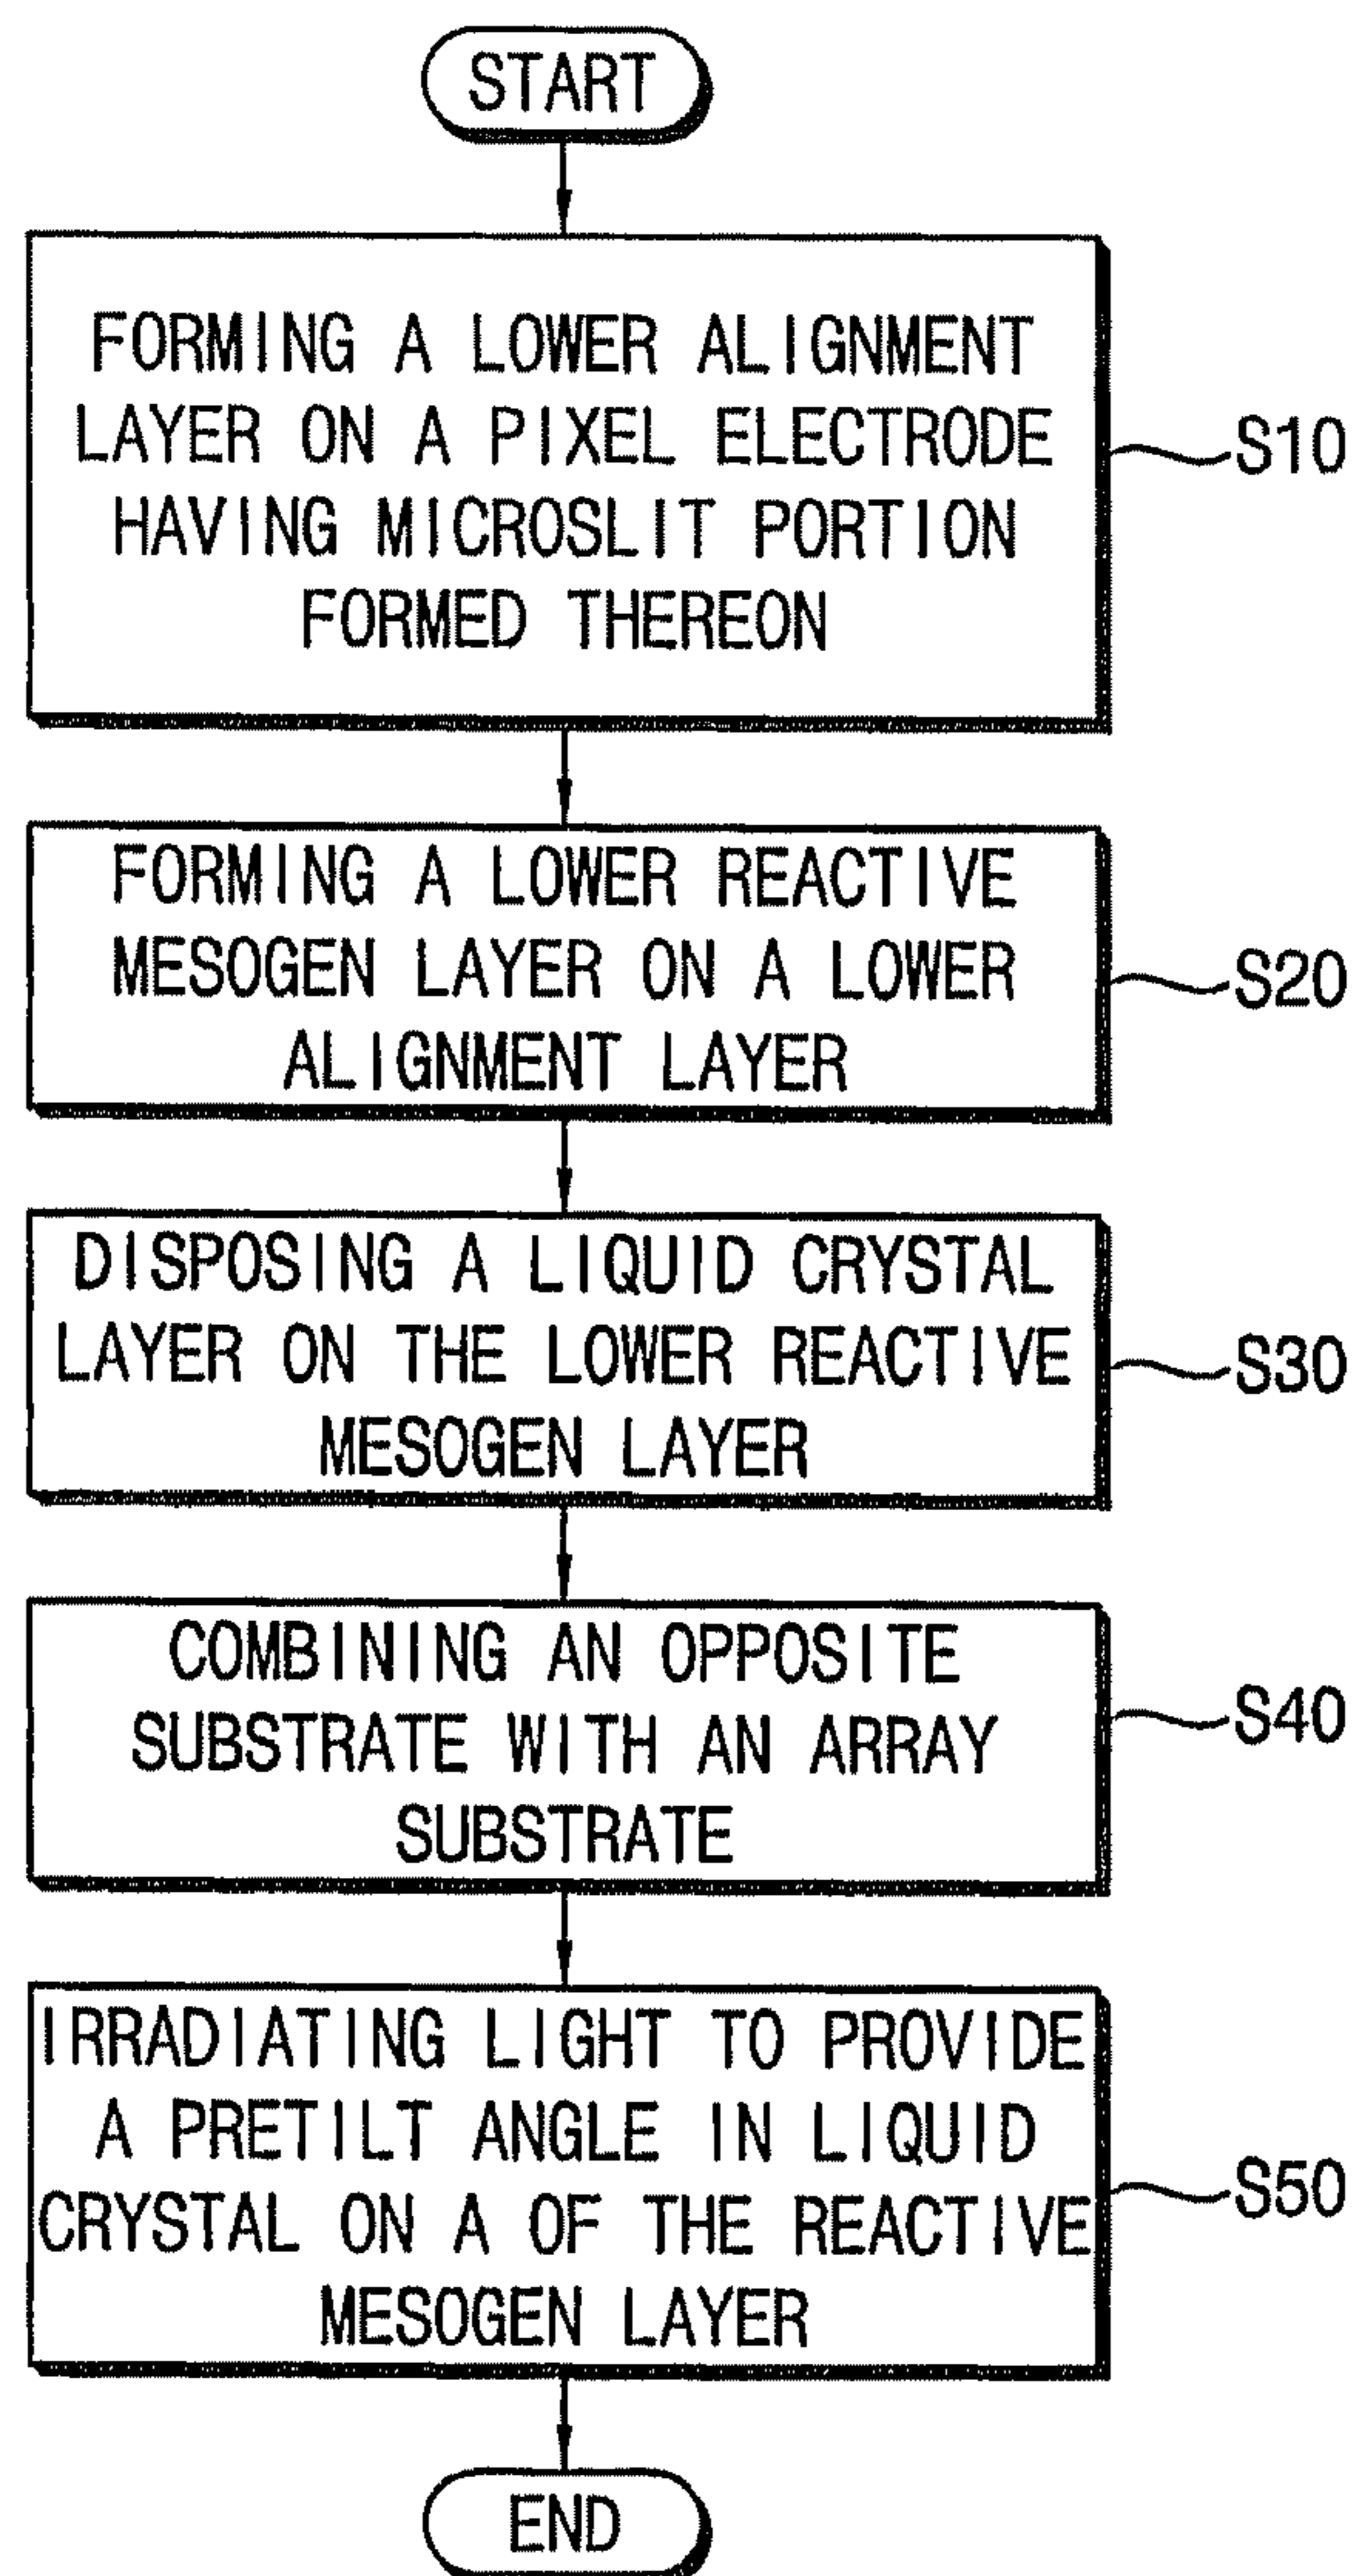 START
FORMING A LOWER ALIGNMENT
LAYER ON A PIXEL ELECTRODE
HAVING MICROSLIT PORTION
FORMED THEREON
S10
FORMING A LOWER REACTIVE
MESOGEN LAYER ON A LOWER
ALIGNMENT LAYER
S20
DISPOSING A LIQUID CRYSTAL
LAYER ON THE LOWER REACTIVE
MESOGEN LAYER
S30
COMBINING AN OPPOSITE
SUBSTRATE WITH AN ARRAY
SUBSTRATE
S40
IRRADIATING LIGHT TO PROVIDE
A PRETILT ANGLE IN LIQUID
CRYSTAL ON A OF THE REACTIVE
MESOGEN LAYER
S50
END